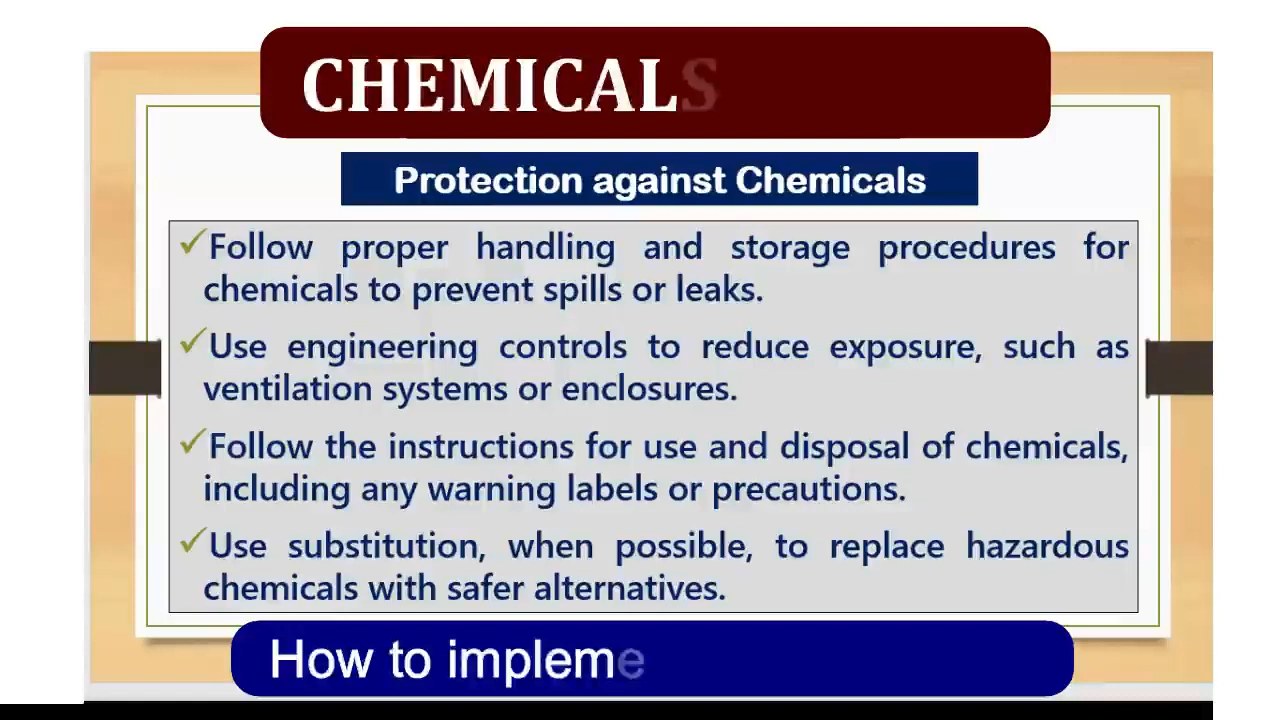 CHEMICALS
Protection against Chemicals
✓Follow proper handling and storage procedures for
chemicals to prevent spills or leaks.
✓Use engineering controls to reduce exposure, such as
ventilation systems or enclosures.
✓Follow the instructions for use and disposal of chemicals,
including any warning labels or precautions.
✓Use substitution, when possible, to replace hazardous
chemicals with safer alternatives.
How to impleme